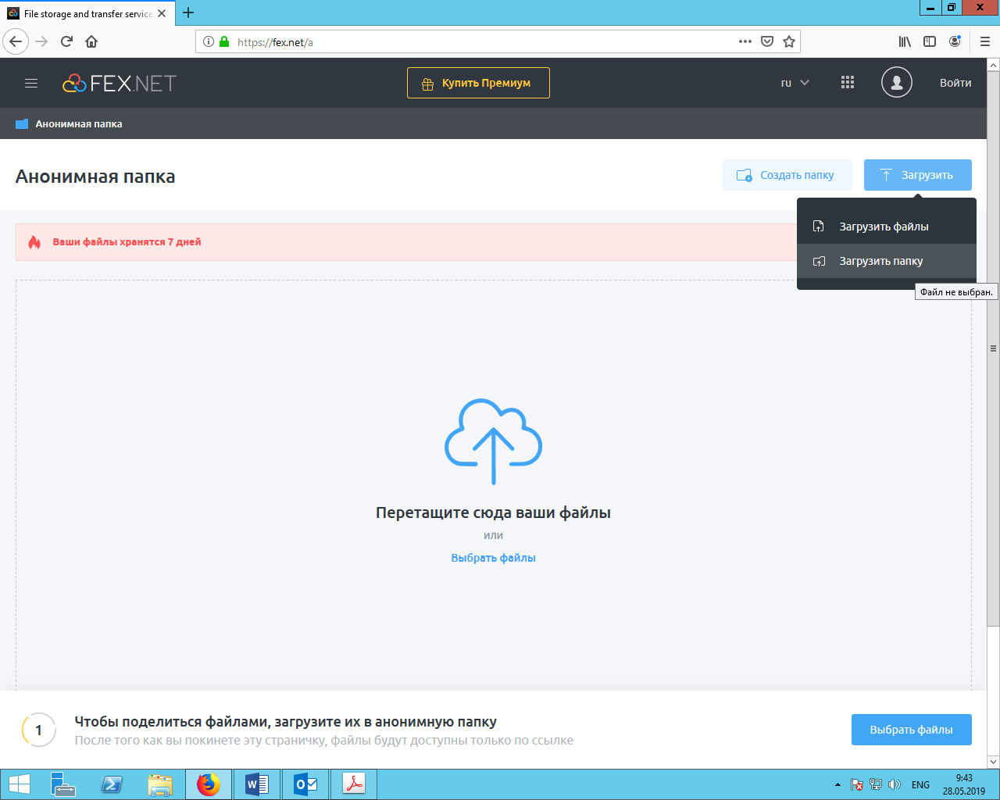 File storage and transfer service
https://fex.net/a
FEX.NET
Купить Премиум
ru
Войти
Анонимная папка
Анонимная папка
Создать папку
Загрузить
Загрузить файлы
Загрузить папку
Файл не выбран.
Ваши файлы хранятся 7 дней
Перетащите сюда ваши файлы
или
Выбрать файлы
1
Чтобы поделиться файлами, загрузите их в анонимную папку
После того как вы покинете эту страничку, файлы будут доступны только по ссылке
Выбрать файлы
ENG
9:43
28.05.2019